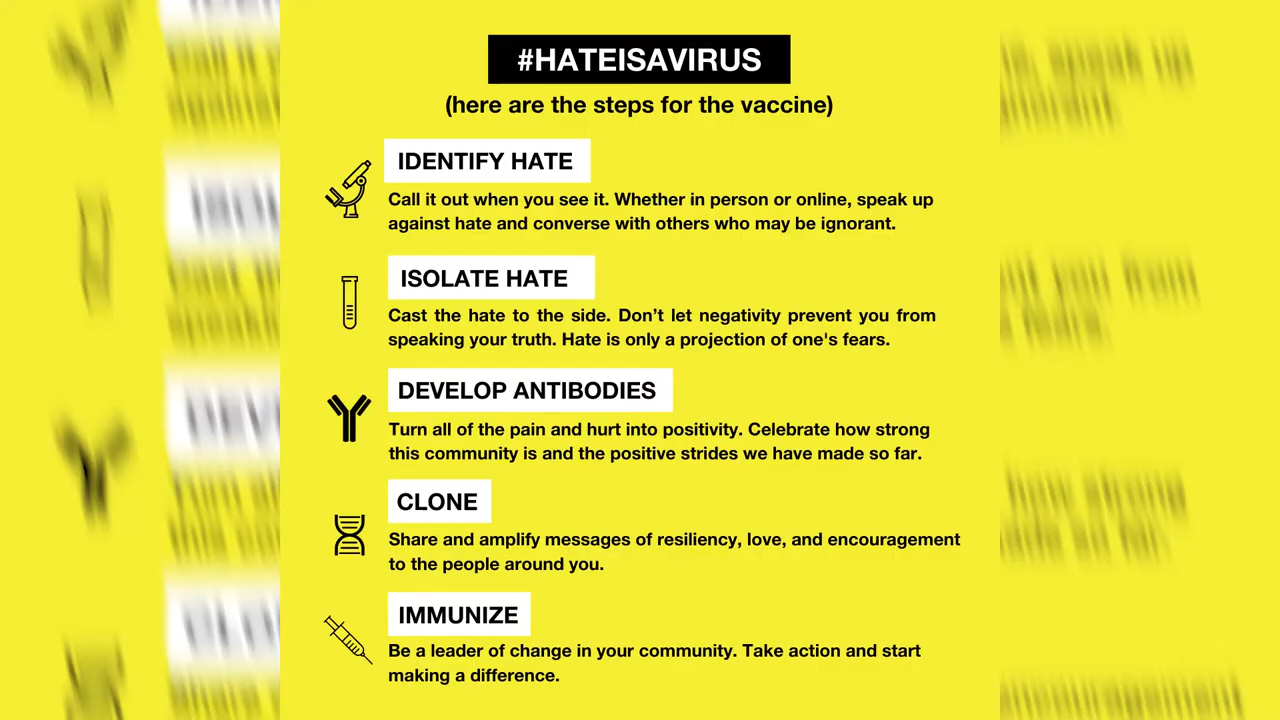 #HATEISAVIRUS
(here are the steps for the vaccine)
IDENTIFY HATE
Call it out when you see it. Whether in person or online, speak up
against hate and converse with others who may be ignorant.
ISOLATE HATE
Cast the hate to the side. Don’t let negativity prevent you from
speaking your truth. Hate is only a projection of one's fears.
DEVELOP ANTIBODIES
Turn all of the pain and hurt into positivity. Celebrate how strong
this community is and the positive strides we have made so far.
CLONE
Share and amplify messages of resiliency, love, and encouragement
to the people around you.
IMMUNIZE
Be a leader of change in your community. Take action and start
making a difference.